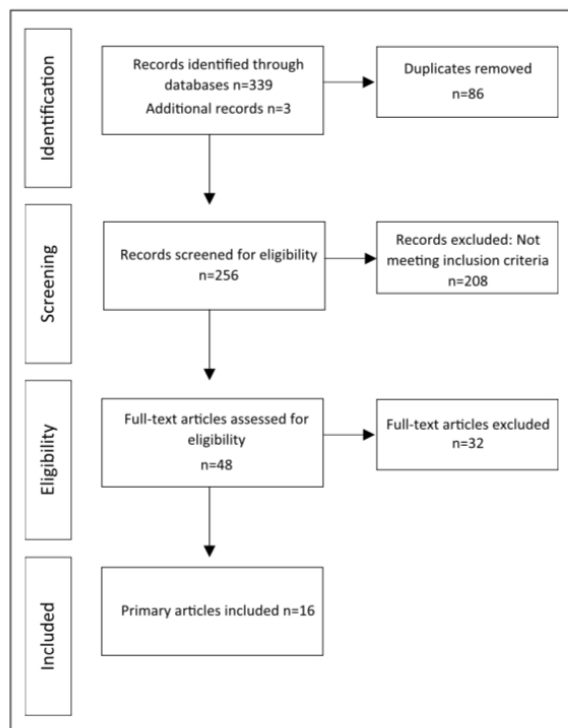 Identification
Records identified through
databases n=339
Additional records n=3
Duplicates removed
n=86
Screening
Records screened for eligibility
n=256
Records excluded: Not
meeting inclusion criteria
n=208
Eligibility
Full-text articles assessed for
eligibility
n=48
Full-text articles excluded
n=32
Included
Primary articles included n=16